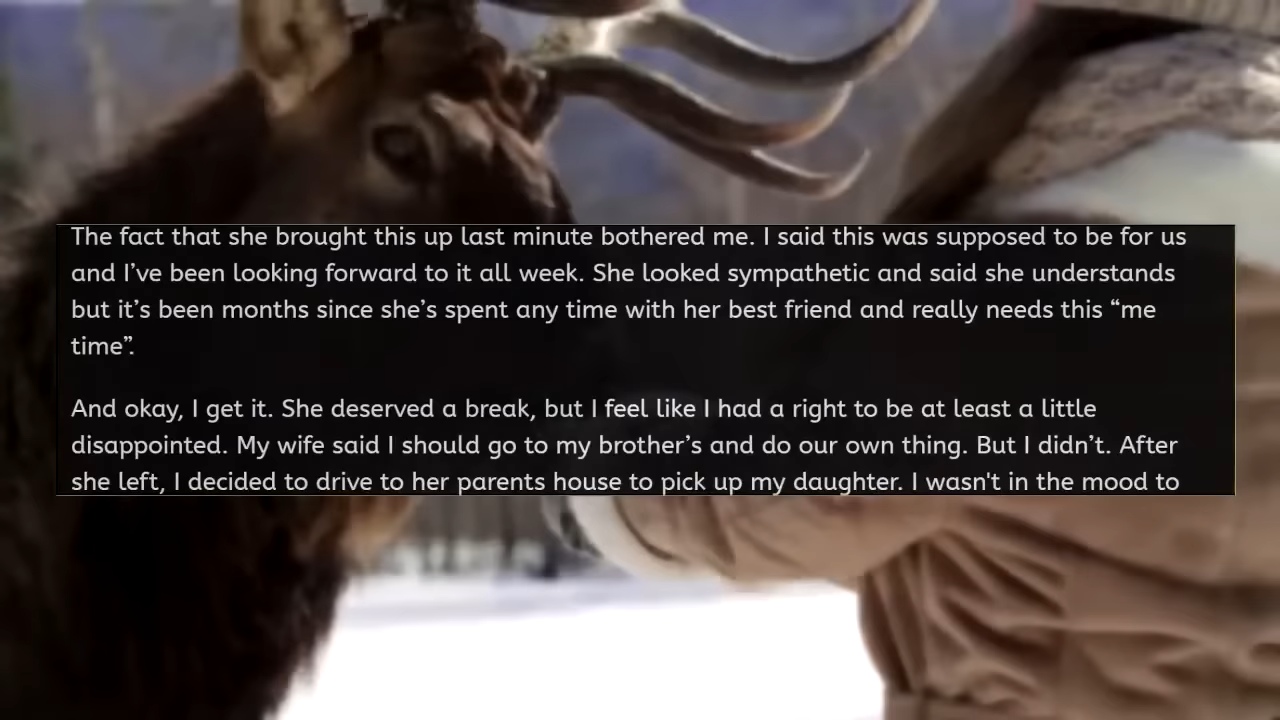 The fact that she brought this up last minute bothered me. I said this was supposed to be for us
and I’ve been looking forward to it all week. She looked sympathetic and said she understands
but it’s been months since she’s spent any time with her best friend and really needs this “me
time”.
And okay, I get it. She deserved a break, but I feel like I had a right to be at least a little
disappointed. My wife said I should go to my brother’s and do our own thing. But I didn’t. After
she left, I decided to drive to her parents house to pick up my daughter. I wasn't in the mood to